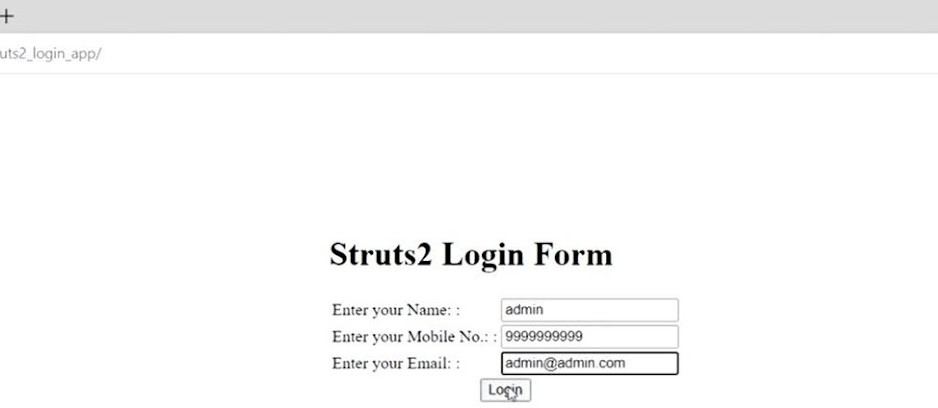 +
uts2_login_app/
Struts2 Login Form
Enter your Name: : admin
Enter your Mobile No.: : 9999999999
Enter your Email: : admin@admin.com
Login